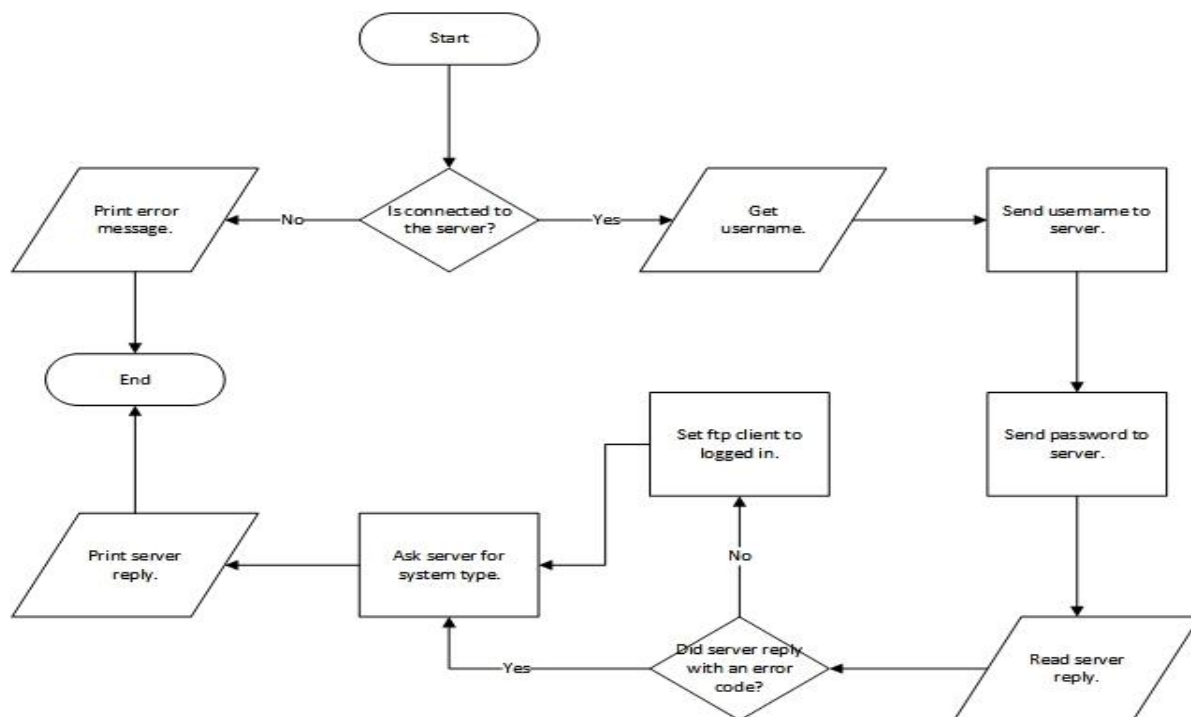 Start
Print error
message.
No
Is connected to
the server?
Yes
Get
username.
Send username to
server.
End
Set ftp client to
logged in.
Send password to
server.
Print server
reply.
Ask server for
system type.
No
Yes
Did server reply
with an error
code?
Read server
reply.